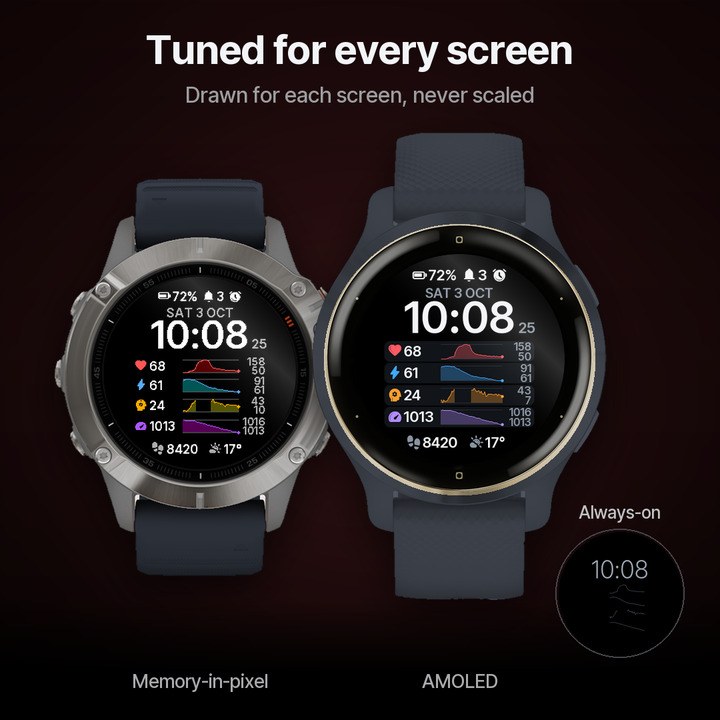 Tuned for every screen
Drawn for each screen, never scaled
72% 3
SAT 3 OCT
10:08 25
68 158 50
61 91 61
24 43 10
1013 1016 1013
8420 17°
72% 3
SAT 3 OCT
10:08 25
68 158 50
61 91 61
24 43 7
1013 1016 1013
8420 17°
Always-on
10:08
Memory-in-pixel
AMOLED